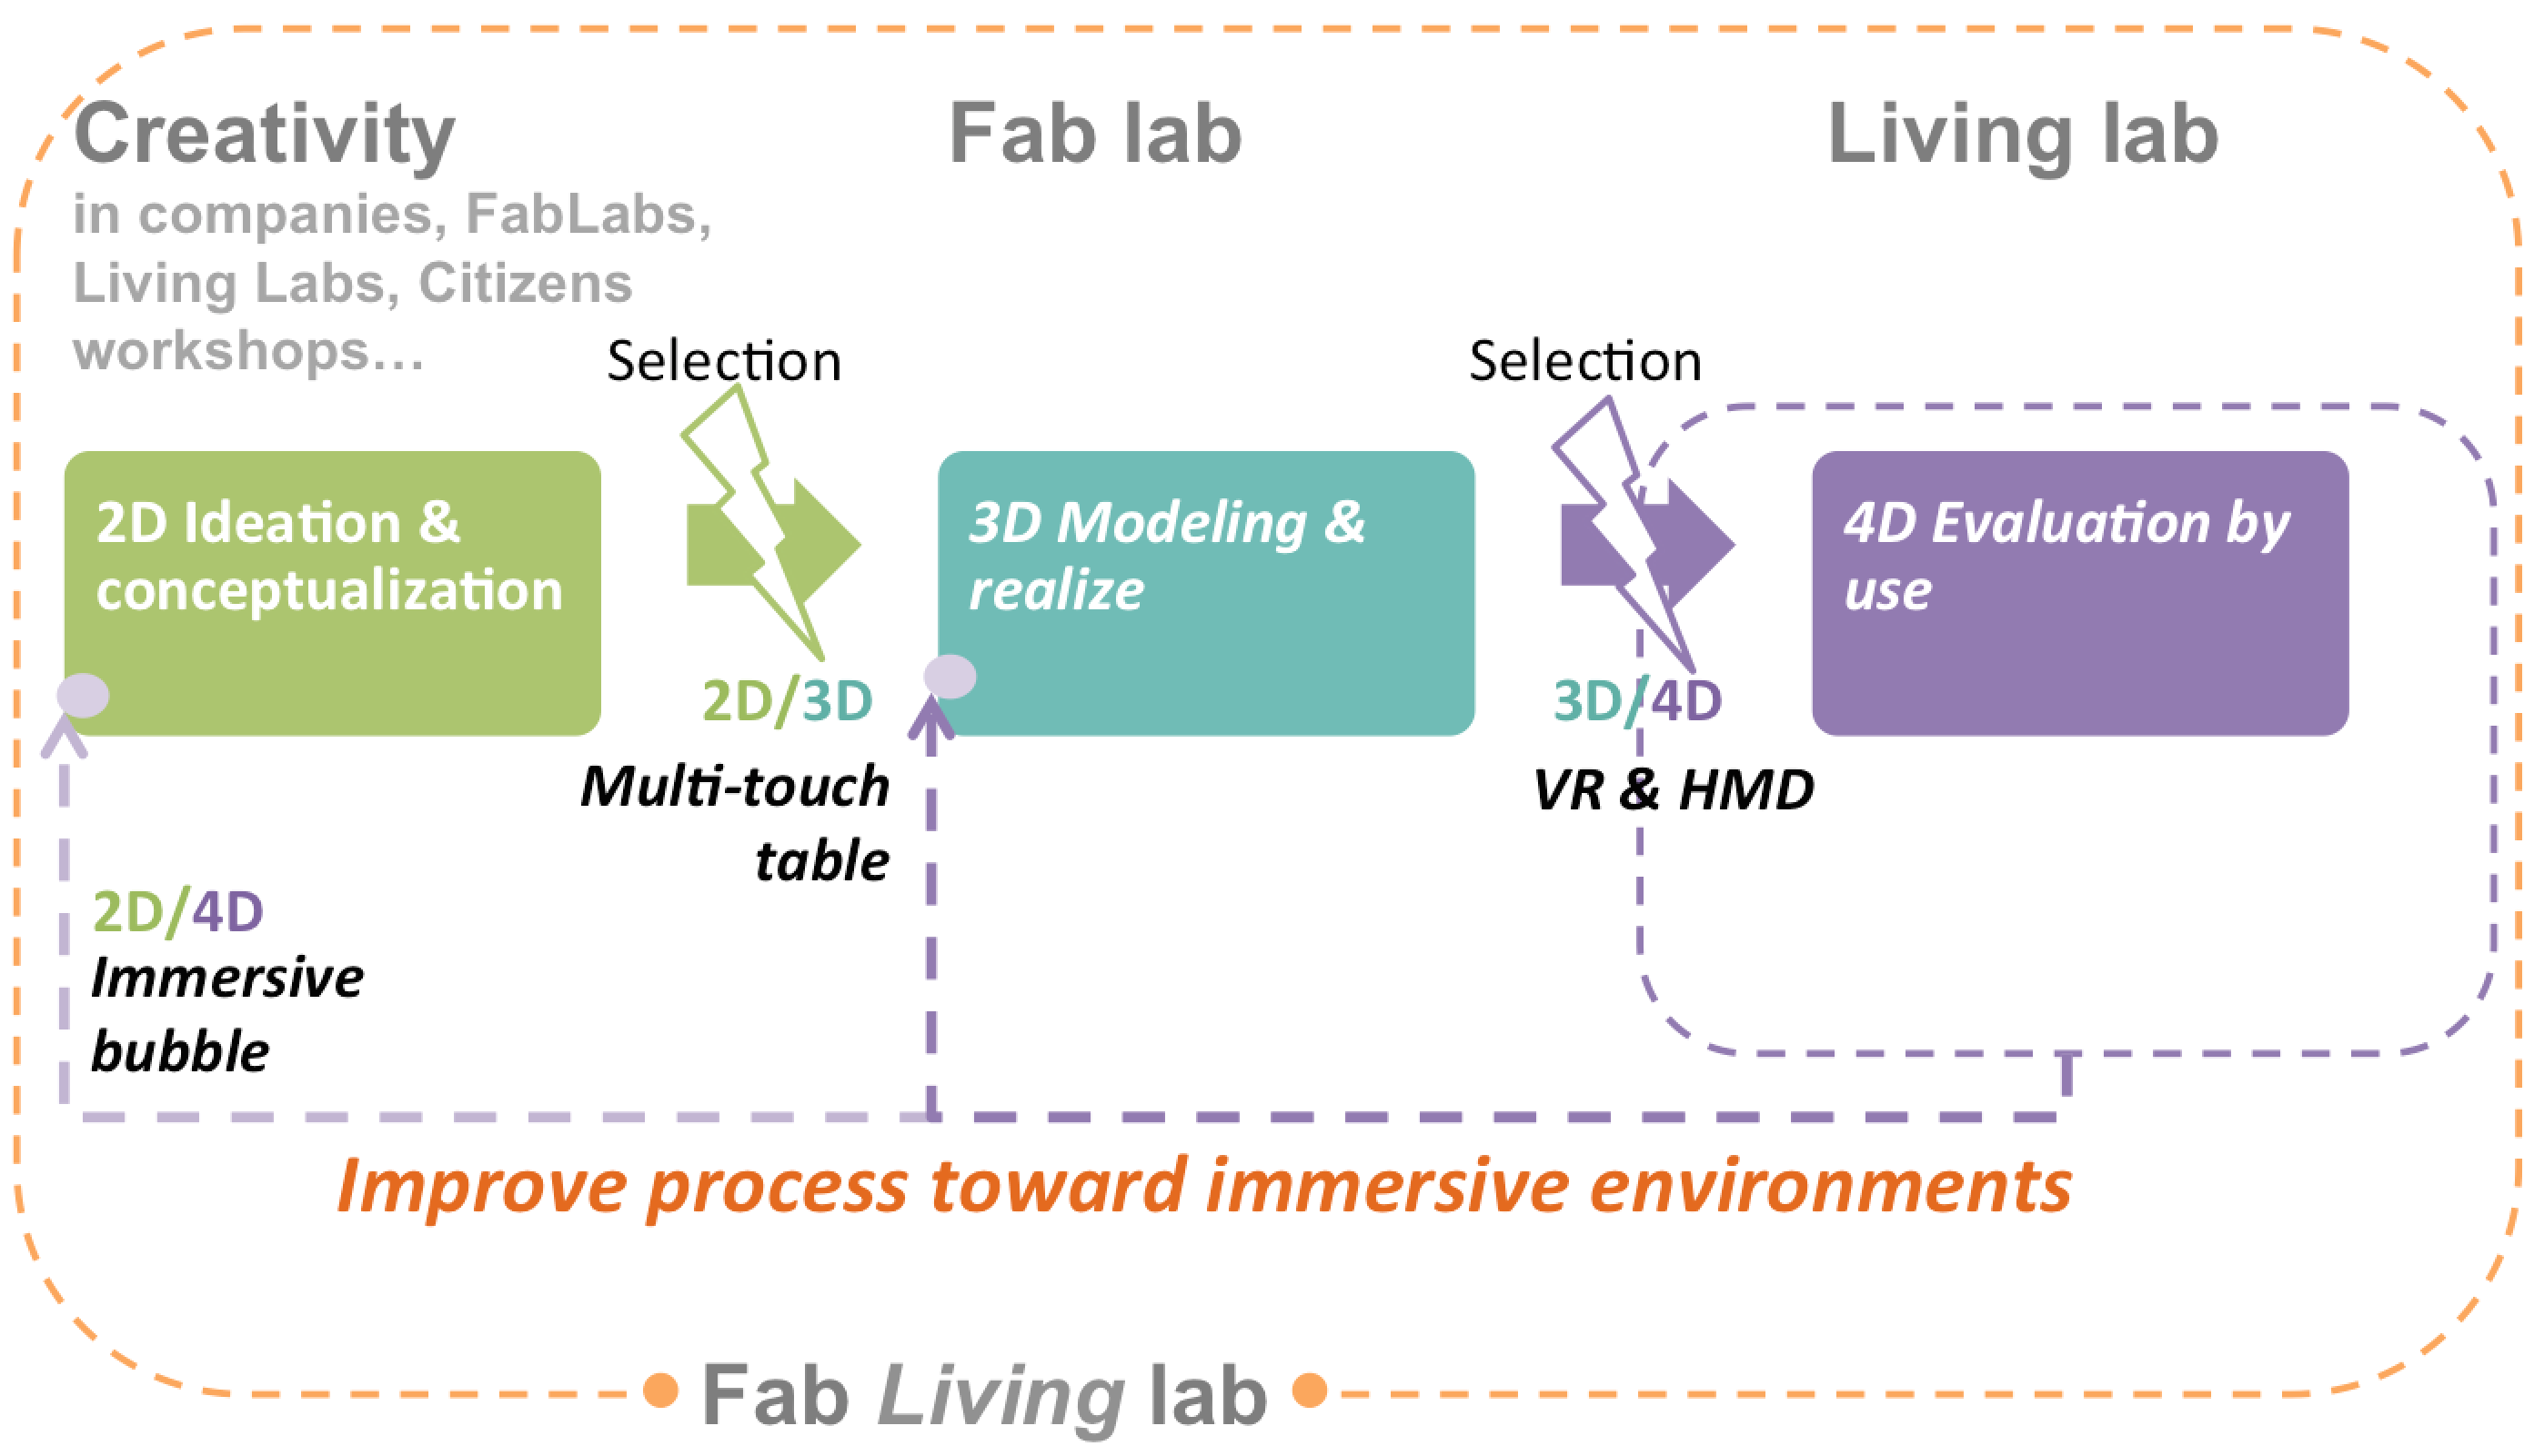 Creativity
in companies, FabLabs,
Living Labs, Citizens
workshops…
Fab lab
Living lab
Selection
Selection
2D Ideation &
conceptualization
3D Modeling &
realize
4D Evaluation by
use
2D/3D
Multi-touch
table
3D/4D
VR & HMD
2D/4D
Immersive
bubble
Improve process toward immersive environments
Fab Living lab